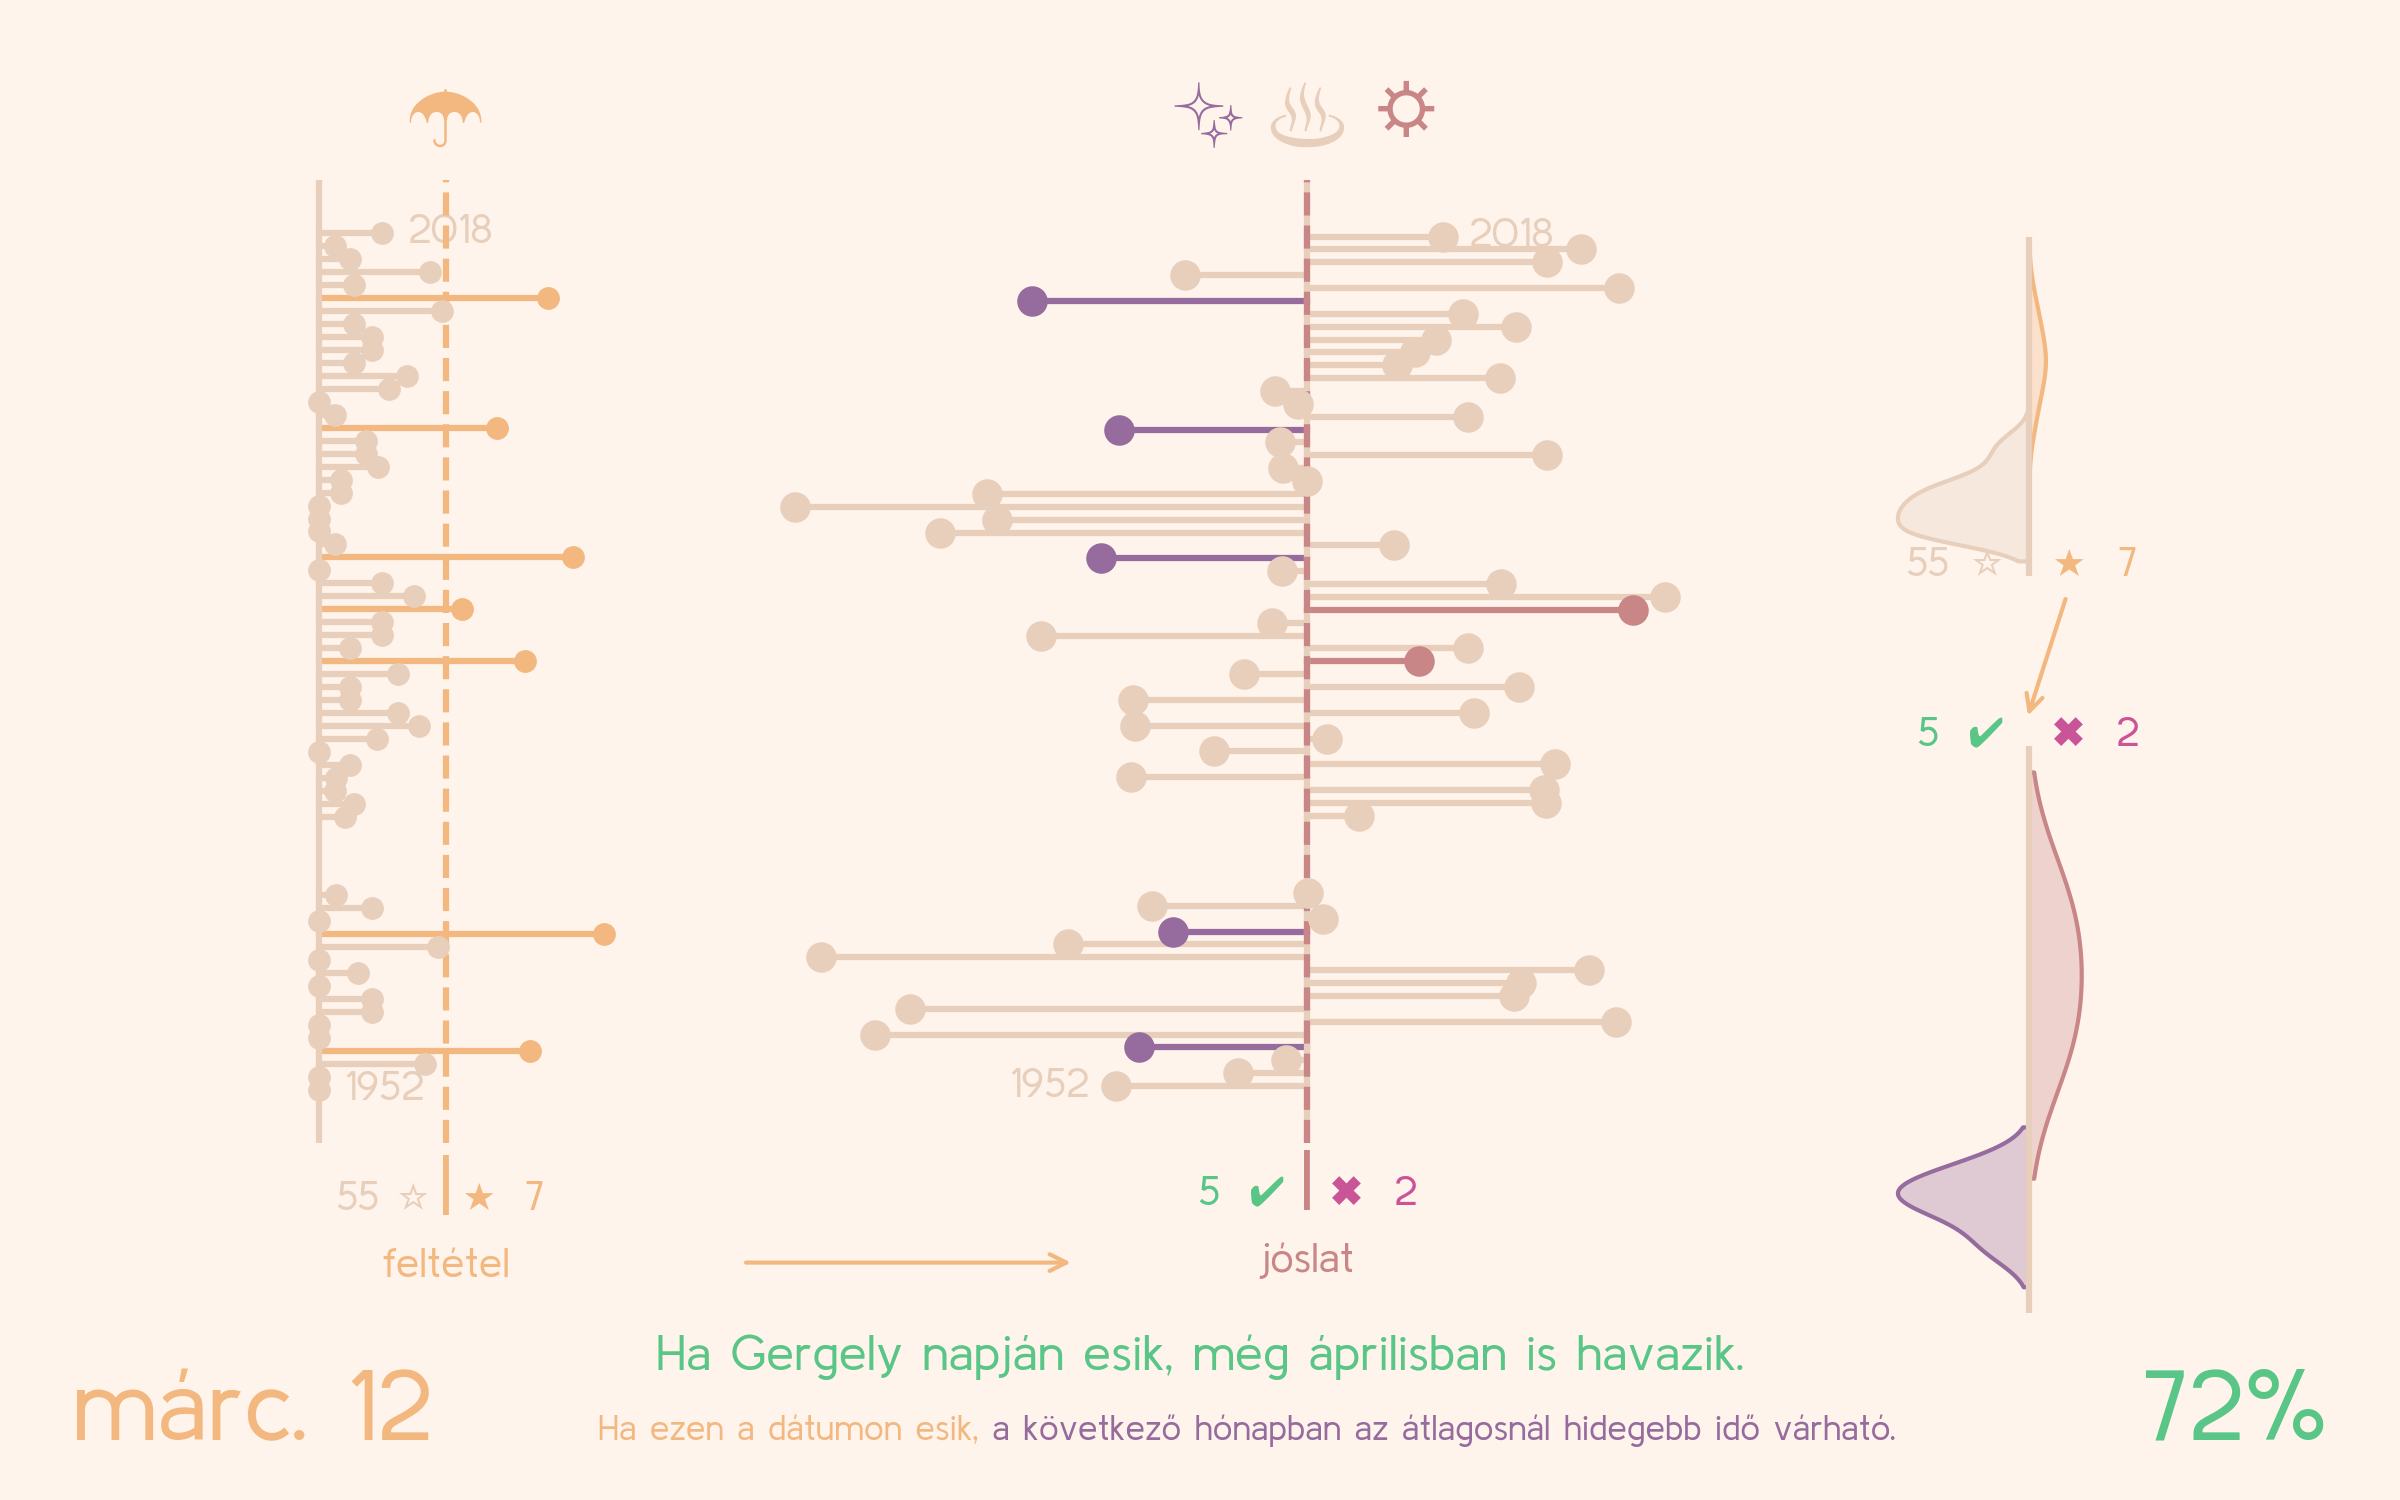 2018
2018
55 ☆ ★ 7
5 ✔ ✖ 2
1952
1952
55 ☆ ★ 7
5 ✔ ✖ 2
feltétel
jóslat
Ha Gergely napján esik, még áprilisban is havazik.
márc. 12
72%
Ha ezen a dátumon esik, a következő hónapban az átlagosnál hidegebb idő várható.